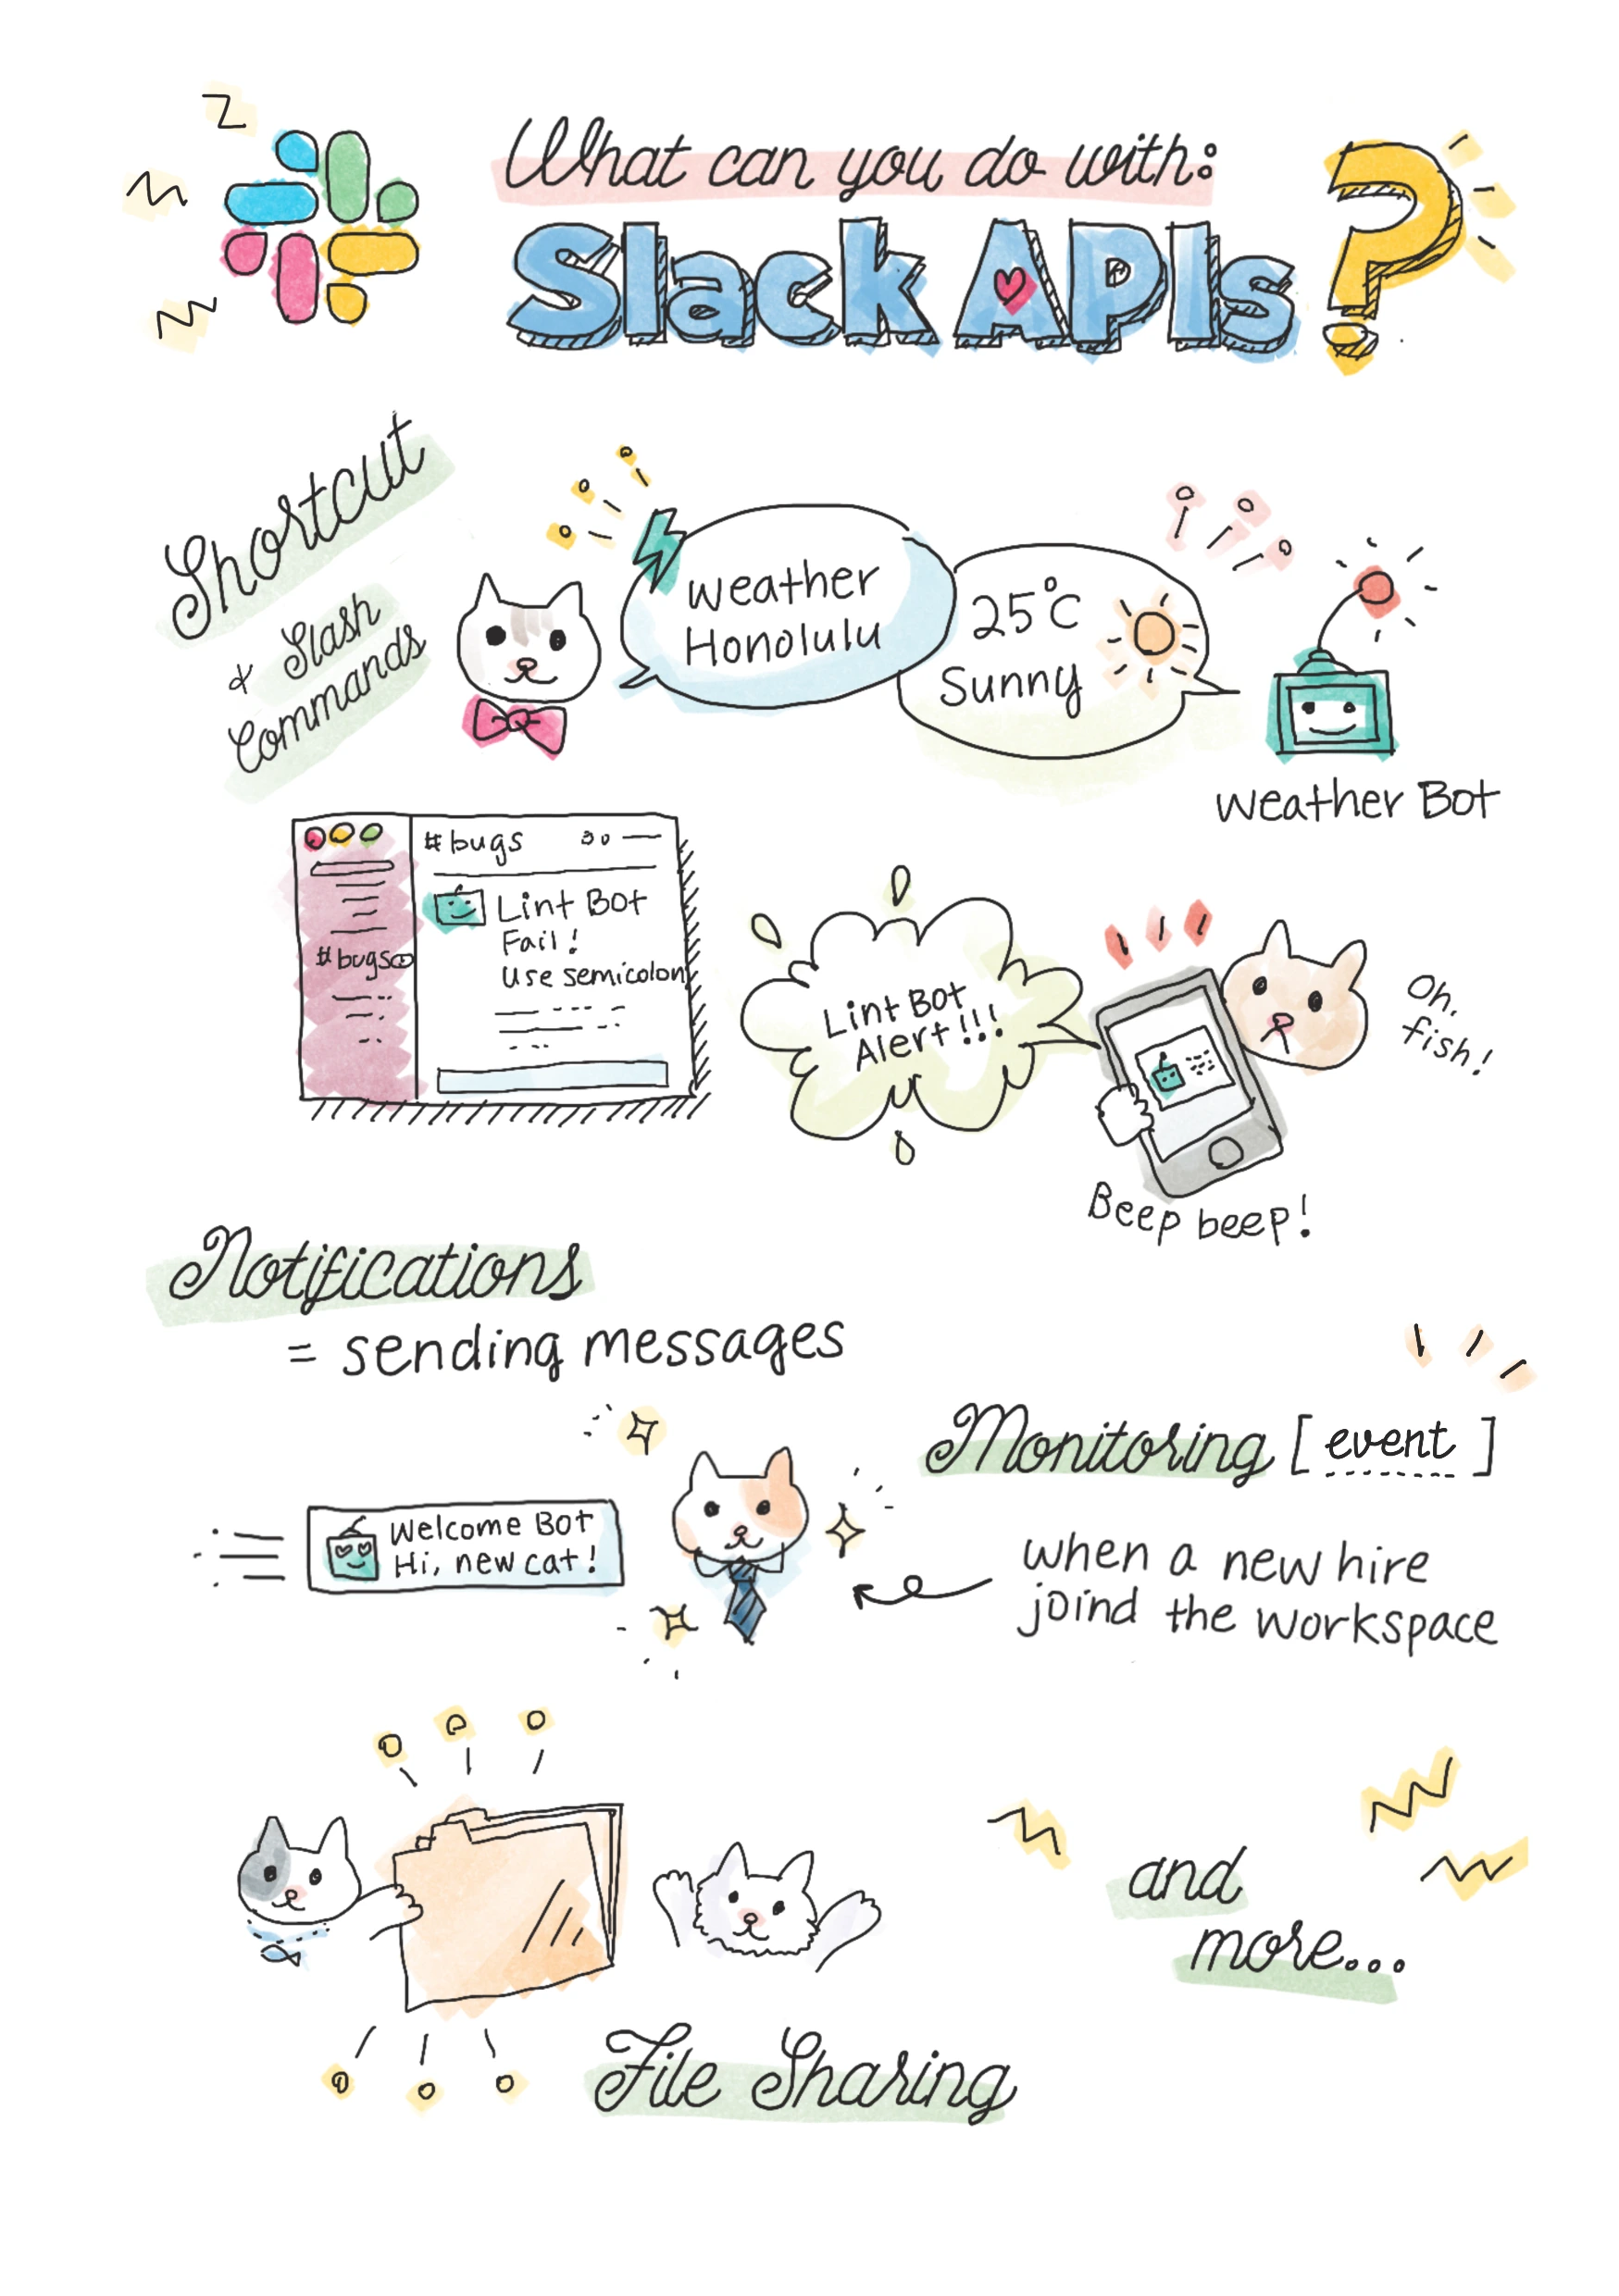 What can you do with:
Slack APIs?
Shortcut
& Slash
Commands
weather
Honolulu
25°C
Sunny
Weather Bot
#bugs
Lint Bot
Fail!
Use semicolon
#bugs
Lint Bot
Alert!!!
Oh,
fish!
Beep beep!
Notifications
= sending messages
Monitoring [event]
Welcome Bot
Hi, new cat!
when a new hire
joind the workspace
File Sharing
and
more...